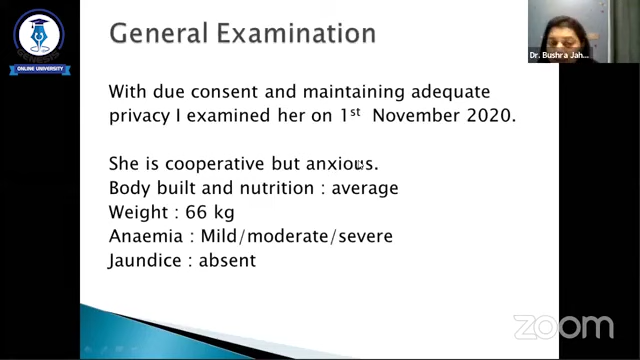 General Examination
Dr. Bushra Jah...
ONLINE UNIVERSITY
With due consent and maintaining adequate
privacy I examined her on 1st November 2020.
She is cooperative but anxious.
Body built and nutrition : average
Weight : 66 kg
Anaemia : Mild/moderate/severe
Jaundice : absent
zoom